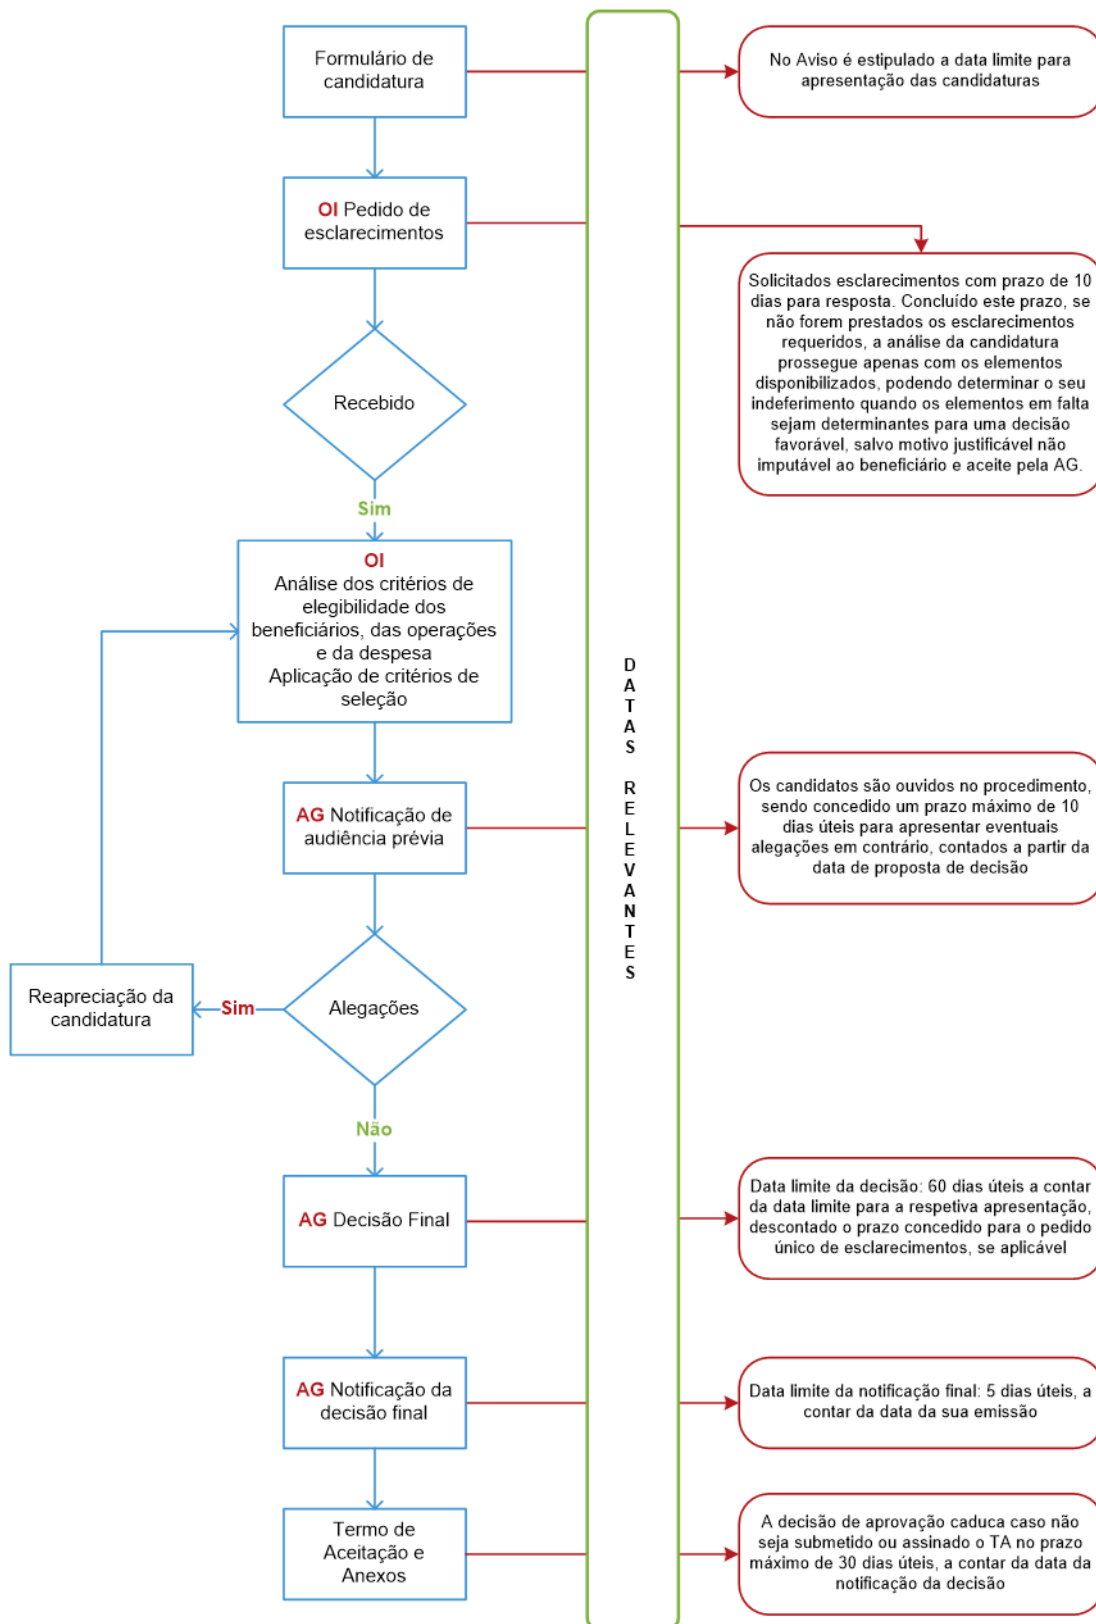 Formulário de
candidatura
No Aviso é estipulado a data limite para
apresentação das candidaturas
OI Pedido de
esclarecimentos
Solicitados esclarecimentos com prazo de 10
dias para resposta. Concluído este prazo, se
não forem prestados os esclarecimentos
requeridos, a análise da candidatura
prossegue apenas com os elementos
disponibilizados, podendo determinar o seu
indeferimento quando os elementos em falta
sejam determinantes para uma decisão
favorável, salvo motivo justificável não
imputável ao beneficiário e aceite pela AG.
Recebido
Sim
OI
Análise dos critérios de
elegibilidade dos
beneficiários, das operações
e da despesa
Aplicação de critérios de
seleção
DATAS RELEVANTES
AG Notificação de
audiência prévia
Os candidatos são ouvidos no procedimento,
sendo concedido um prazo máximo de 10
dias úteis para apresentar eventuais
alegações em contrário, contados a partir da
data de proposta de decisão
Reapreciação da
candidatura
Sim
Alegações
Não
AG Decisão Final
Data limite da decisão: 60 dias úteis a contar
da data limite para a respetiva apresentação,
descontado o prazo concedido para o pedido
único de esclarecimentos, se aplicável
AG Notificação da
decisão final
Data limite da notificação final: 5 dias úteis, a
contar da data da sua emissão
Termo de
Aceitação e
Anexos
A decisão de aprovação caduca caso não
seja submetido ou assinado o TA no prazo
máximo de 30 dias úteis, a contar da data da
notificação da decisão